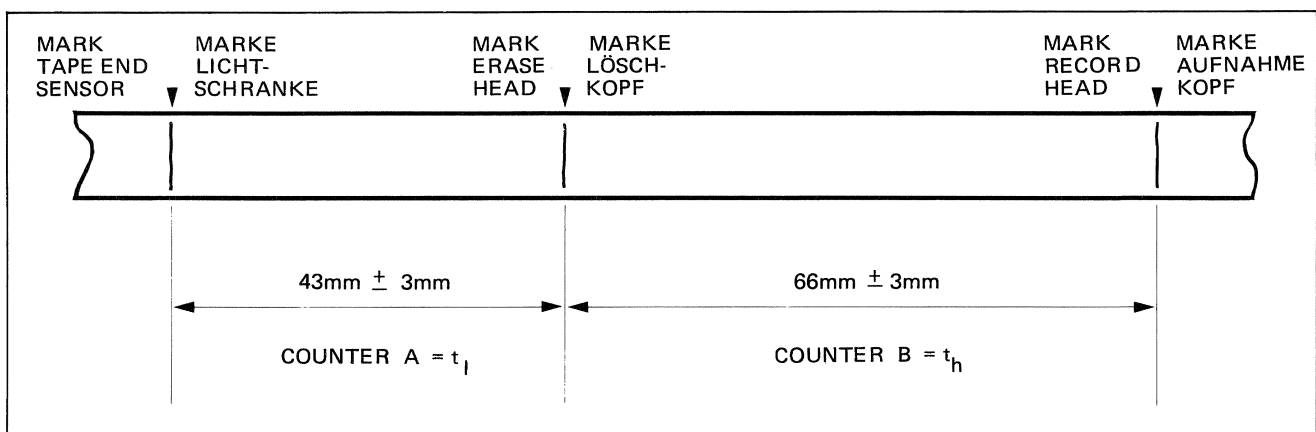 MARK
TAPE END
SENSOR
MARKE
LICHT-
SCHRANKE
MARK
ERASE
HEAD
MARKE
LÖSCH-
KOPF
MARK
RECORD
HEAD
MARKE
AUFNAHME
KOPF
43mm ± 3mm
66mm ± 3mm
COUNTER A = tl
COUNTER B = th